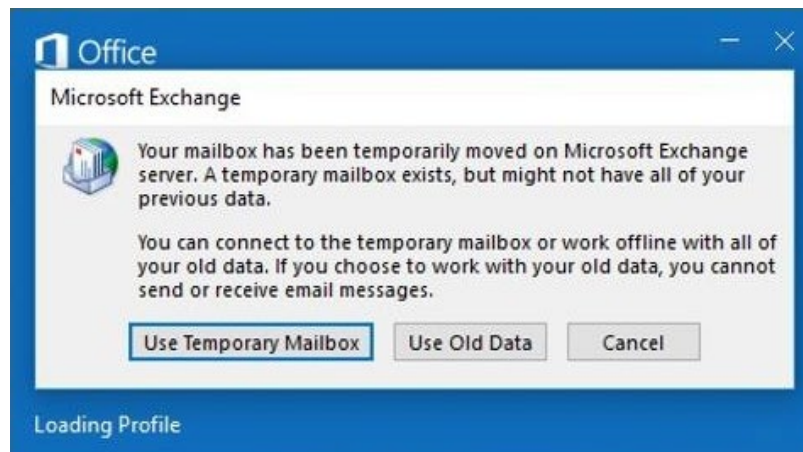 Office
Microsoft Exchange
Your mailbox has been temporarily moved on Microsoft Exchange
server. A temporary mailbox exists, but might not have all of your
previous data.
You can connect to the temporary mailbox or work offline with all of
your old data. If you choose to work with your old data, you cannot
send or receive email messages.
Use Temporary Mailbox
Use Old Data
Cancel
Loading Profile